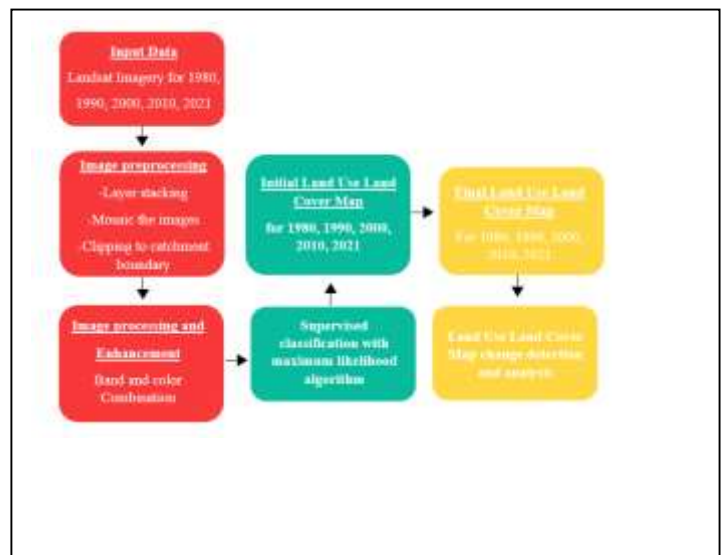 Input Data
Landsat Imagery for 1980,
1990, 2000, 2010, 2021
Image preprocessing
-Layer stacking
-Mosaic the images
-Clipping to catchment
boundary
Image processing and
Enhancement
Band and color
Combination
Supervised
classification with
maximum likelihood
algorithm
Initial Land Use Land
Cover Map
for 1980, 1990, 2000,
2010, 2021
Final Land Use Land
Cover Map
For 1980, 1990, 2000,
2010, 2021
Land Use Land Cover
Map change detection
and analysis